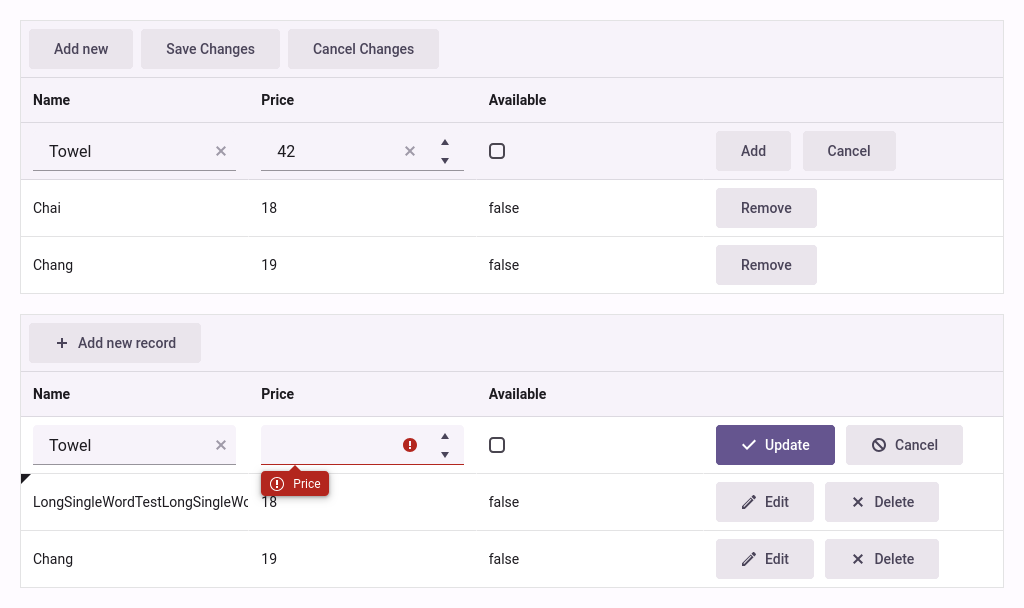 Add new Save Changes Cancel Changes
Name Price Available
Towel 42 Add Cancel
Chai 18 false Remove
Chang 19 false Remove
Add new record
Name Price Available
Towel Update Cancel
Price
LongSingleWordTestLongSingleWo 18 false Edit Delete
Chang 19 false Edit Delete